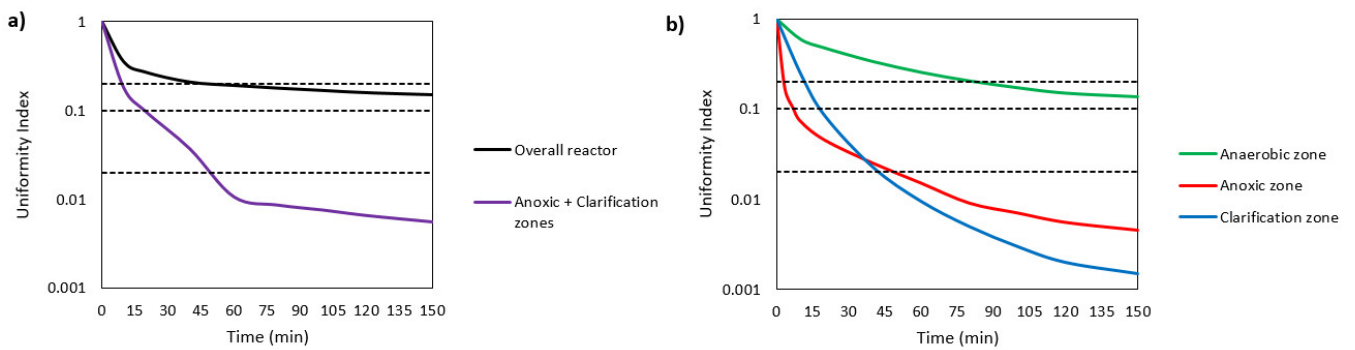 a)
Uniformity Index
1
0.1
0.01
0.001
0 15 30 45 60 75 90 105 120 135 150
Time (min)
Overall reactor
Anoxic + Clarification
zones
b)
Uniformity Index
1
0.1
0.01
0.001
0 15 30 45 60 75 90 105 120 135 150
Time (min)
Anaerobic zone
Anoxic zone
Clarification zone